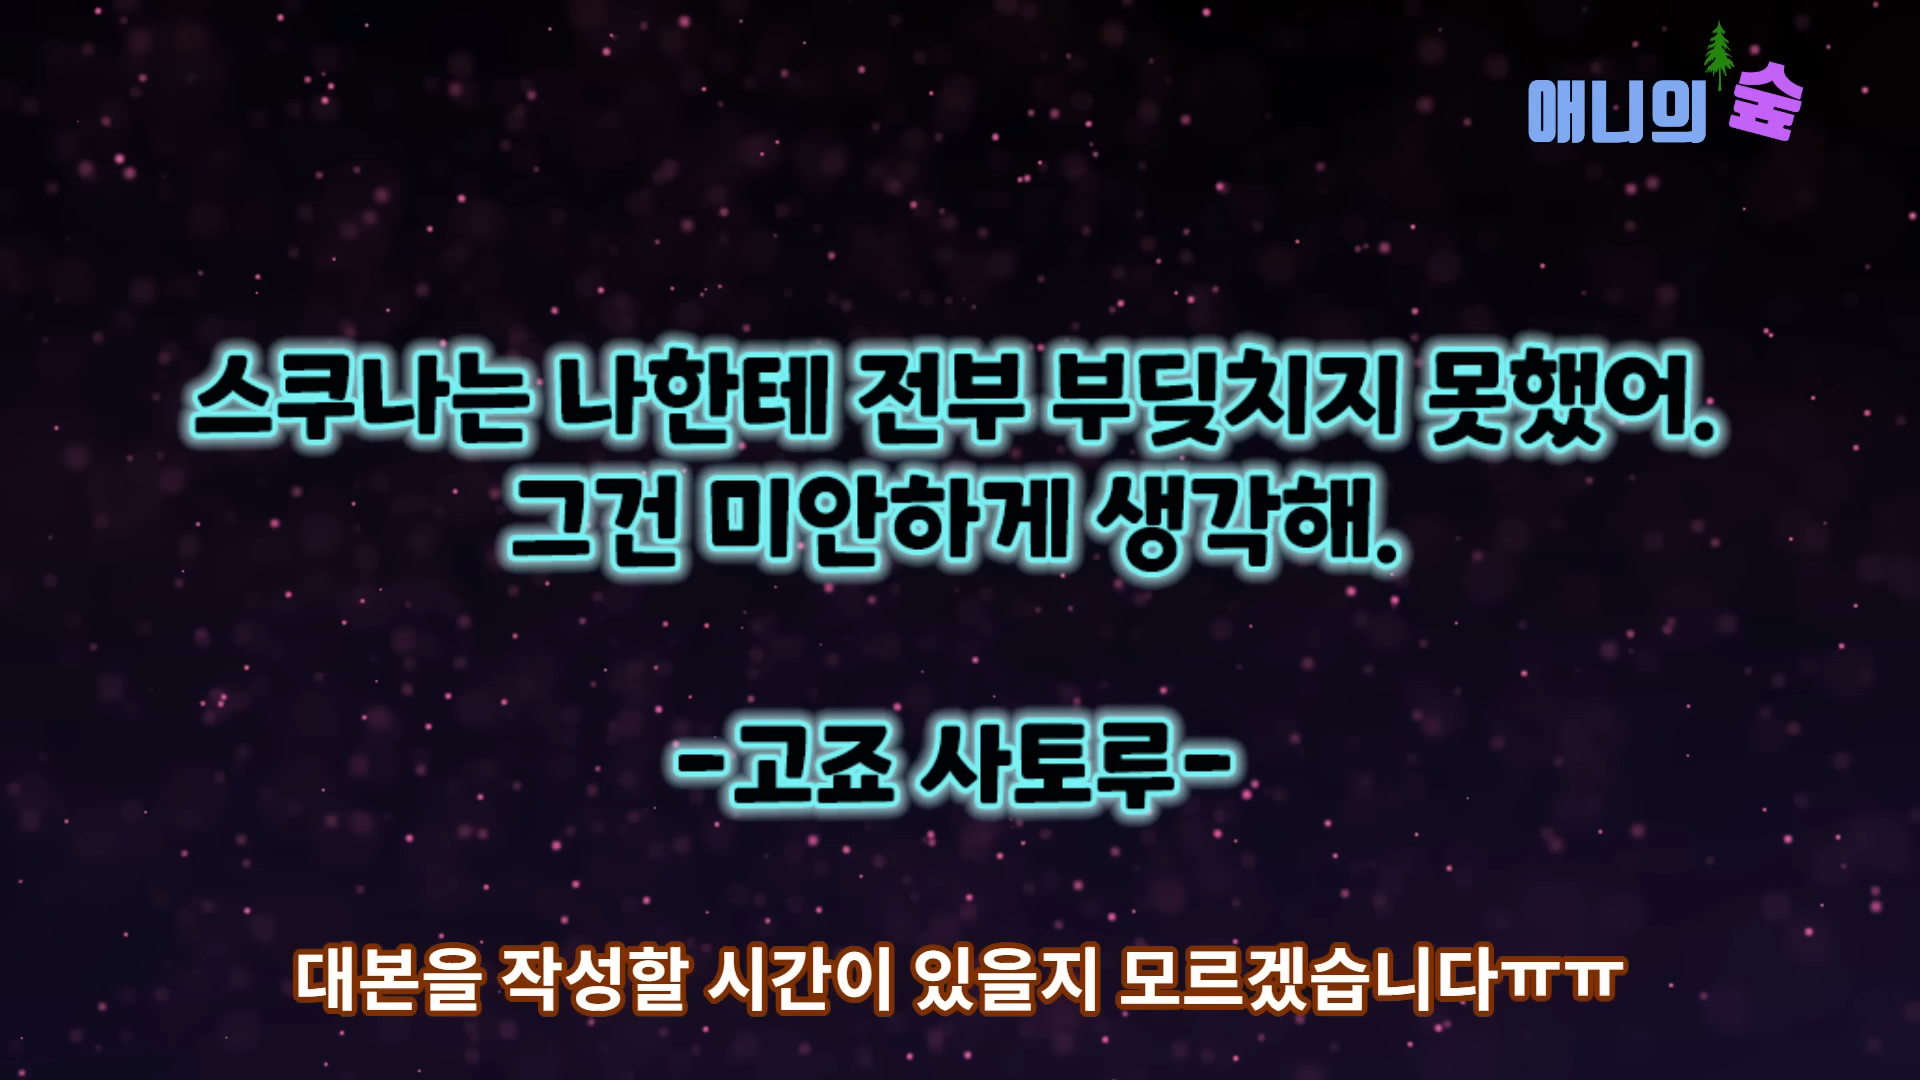 애니의 숲
스쿠나는 나한테 전부 부딪치지 못했어.
그건 미안하게 생각해.
-고죠 사토루-
대본을 작성할 시간이 있을지 모르겠습니다ㅠㅠ